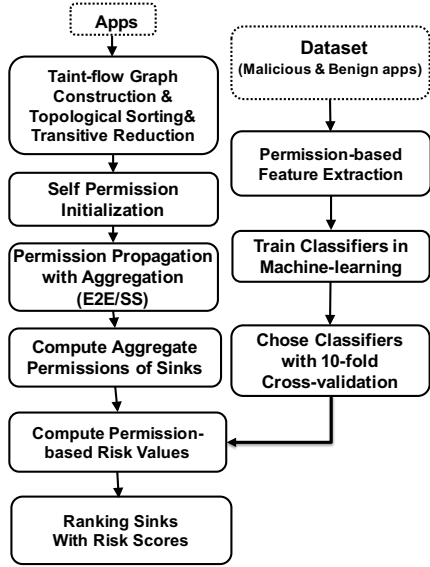 Apps
Taint-flow Graph
Construction &
Topological Sorting&
Transitive Reduction
Self Permission
Initialization
Permission Propagation
with Aggregation
(E2E/SS)
Compute Aggregate
Permissions of Sinks
Compute Permission-
based Risk Values
Ranking Sinks
With Risk Scores
Dataset
(Malicious & Benign apps)
Permission-based
Feature Extraction
Train Classifiers in
Machine-learning
Chose Classifiers
with 10-fold
Cross-validation